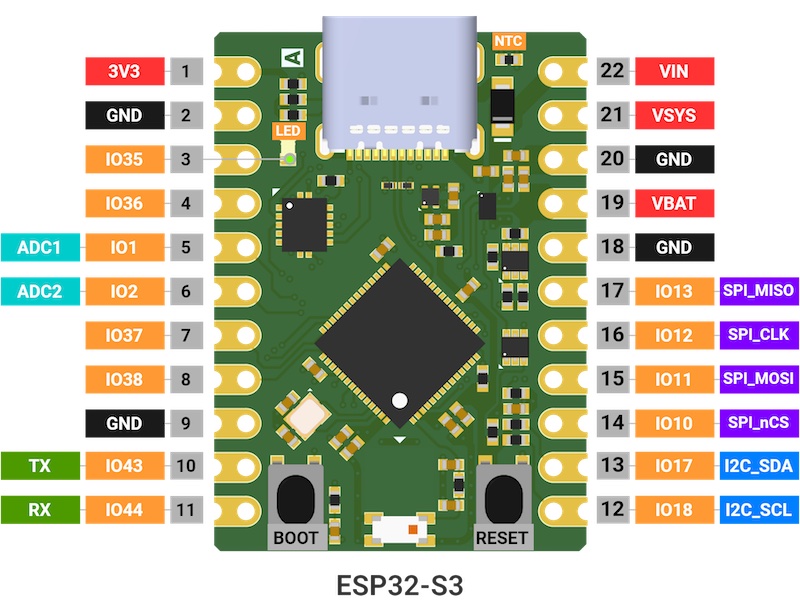 A
NTC
LED
3V3 1
GND 2
IO35 3
IO36 4
ADC1 IO1 5
ADC2 IO2 6
IO37 7
IO38 8
GND 9
TX IO43 10
RX IO44 11
22 VIN
21 VSYS
20 GND
19 VBAT
18 GND
17 IO13 SPI_MISO
16 IO12 SPI_CLK
15 IO11 SPI_MOSI
14 IO10 SPI_nCS
13 IO17 I2C_SDA
12 IO18 I2C_SCL
BOOT
RESET
ESP32-S3